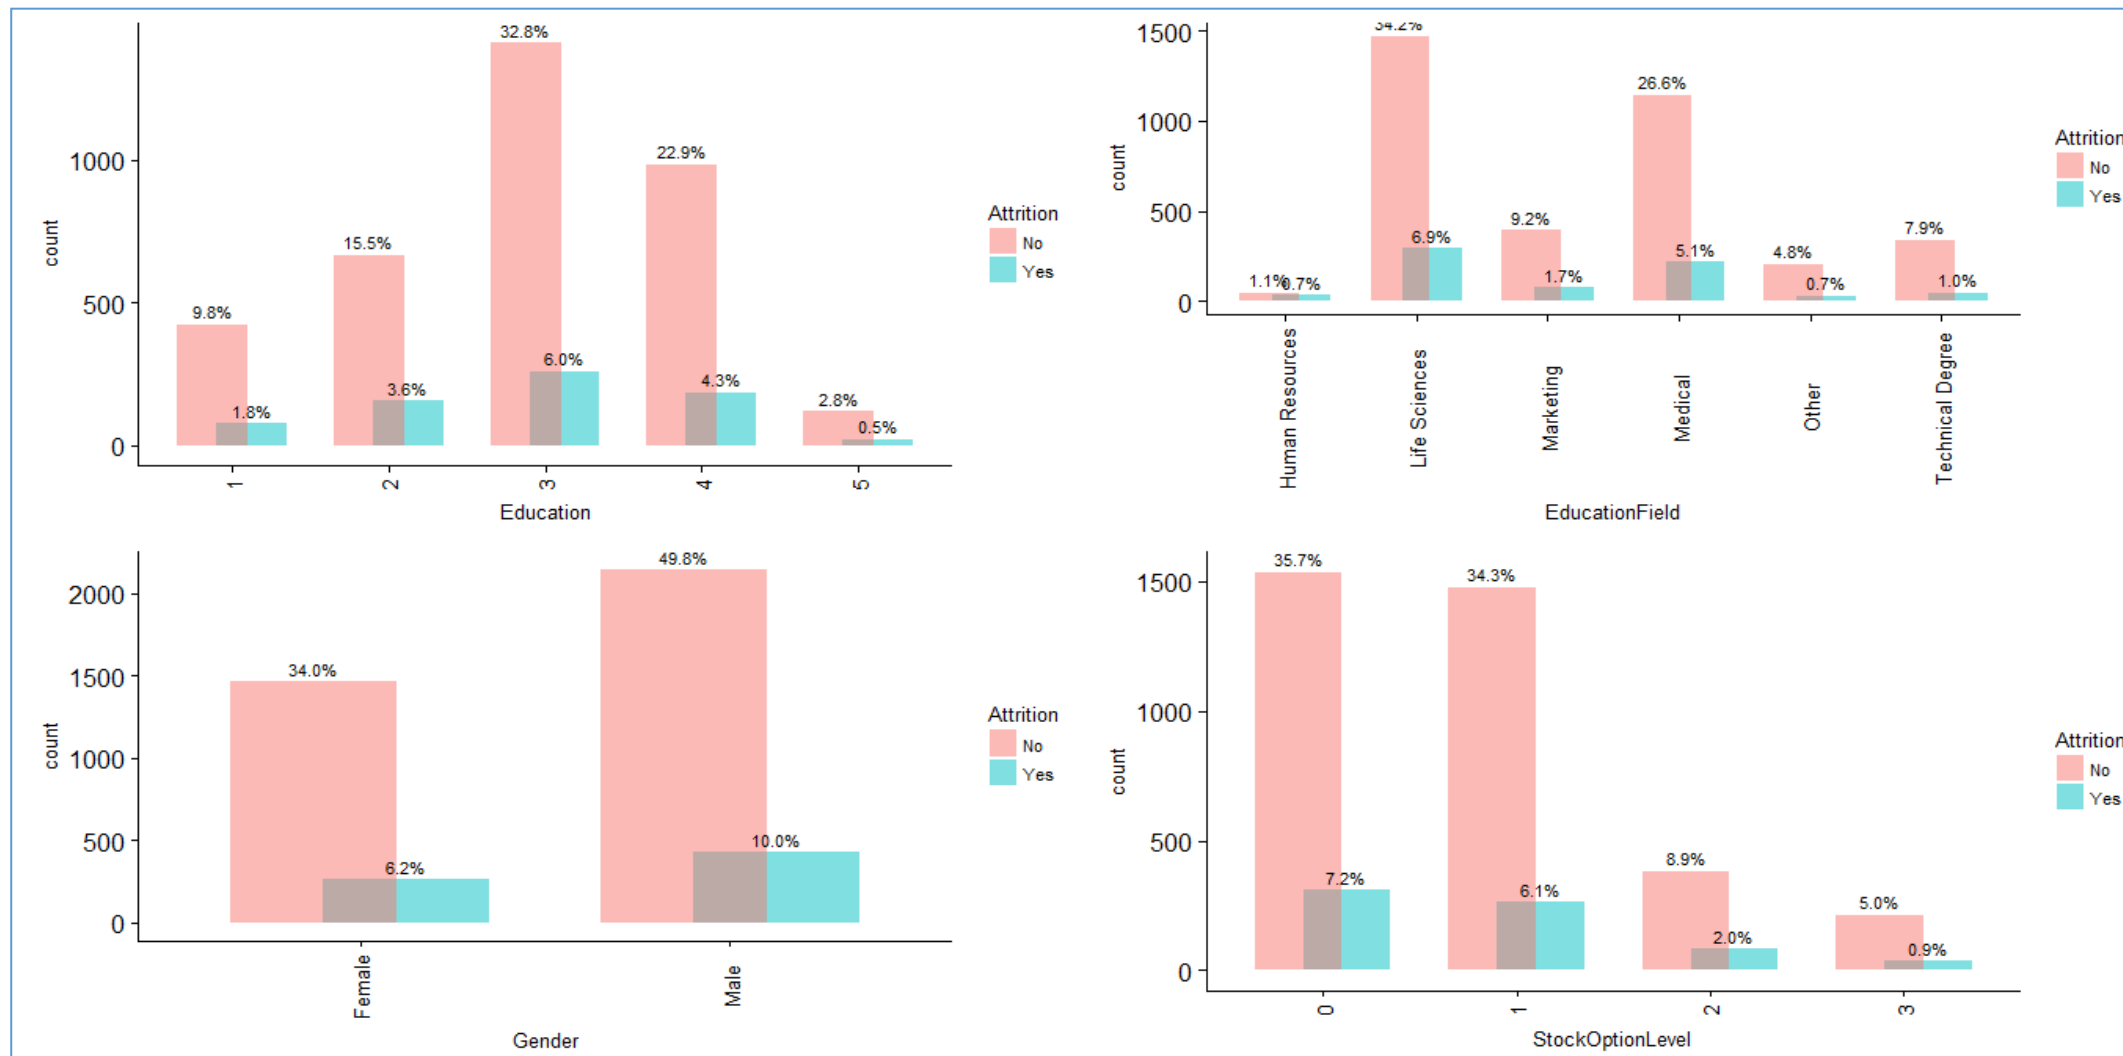 32.8%
22.9%
15.5%
9.8%
6.0%
4.3%
3.6%
2.8%
1.8%
0.5%
1000
500
0
count
1
2
3
4
5
Education
Attrition
No
Yes
34.2%
26.6%
9.2%
7.9%
6.9%
5.1%
4.8%
1.7%
1.1%
0.7%
0.7%
1.0%
1500
1000
500
0
count
Human Resources
Life Sciences
Marketing
Medical
Other
Technical Degree
EducationField
Attrition
No
Yes
49.8%
34.0%
10.0%
6.2%
2000
1500
1000
500
0
count
Female
Male
Gender
Attrition
No
Yes
35.7%
34.3%
8.9%
7.2%
6.1%
5.0%
2.0%
0.9%
1500
1000
500
0
count
0
1
2
3
StockOptionLevel
Attrition
No
Yes